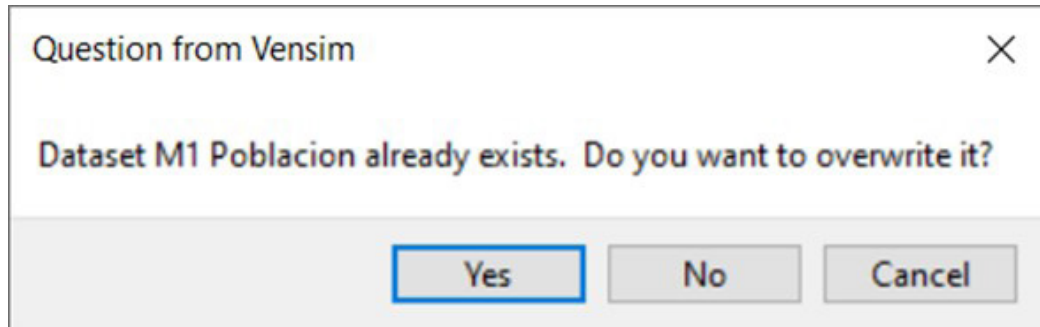 Question from Vensim
Dataset M1 Poblacion already exists.  Do you want to overwrite it?
Yes No Cancel